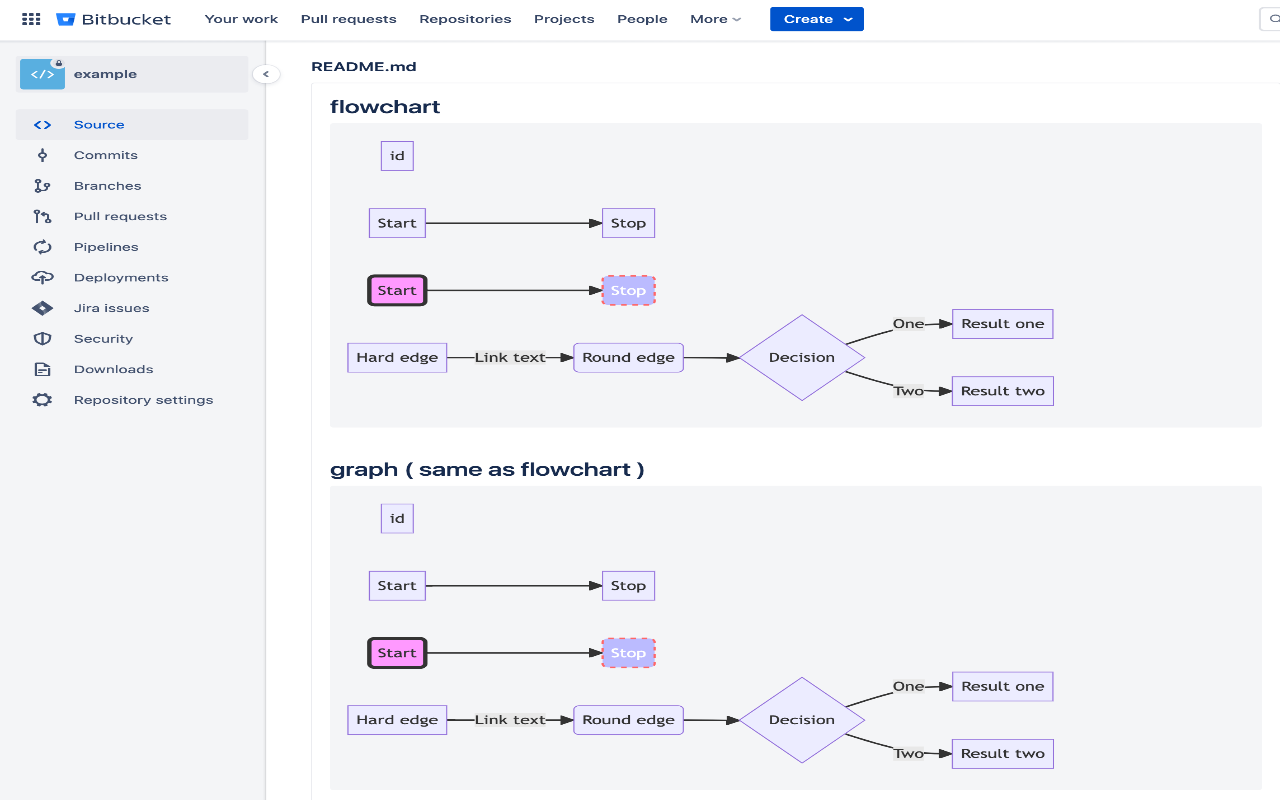 Bitbucket Your work Pull requests Repositories Projects People More Create
</> example
Source
Commits
Branches
Pull requests
Pipelines
Deployments
Jira issues
Security
Downloads
Repository settings
README.md
flowchart
id
Start Stop
Start Stop
Hard edge Link text Round edge Decision
One Result one
Two Result two
graph ( same as flowchart )
id
Start Stop
Start Stop
Hard edge Link text Round edge Decision
One Result one
Two Result two